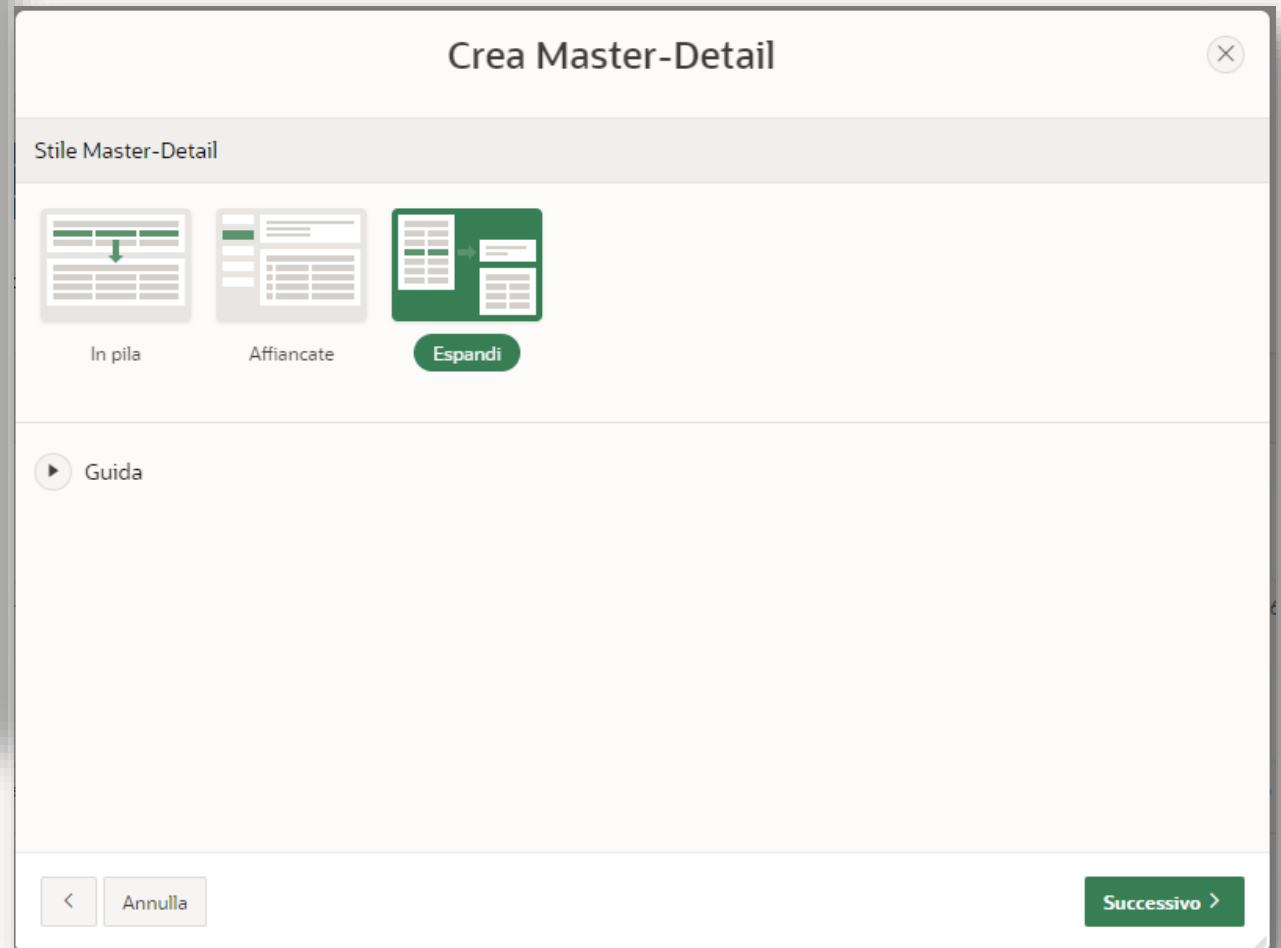 Crea Master-Detail
Stile Master-Detail
In pila
Affiancate
Espandi
Guida
Annulla
Successivo